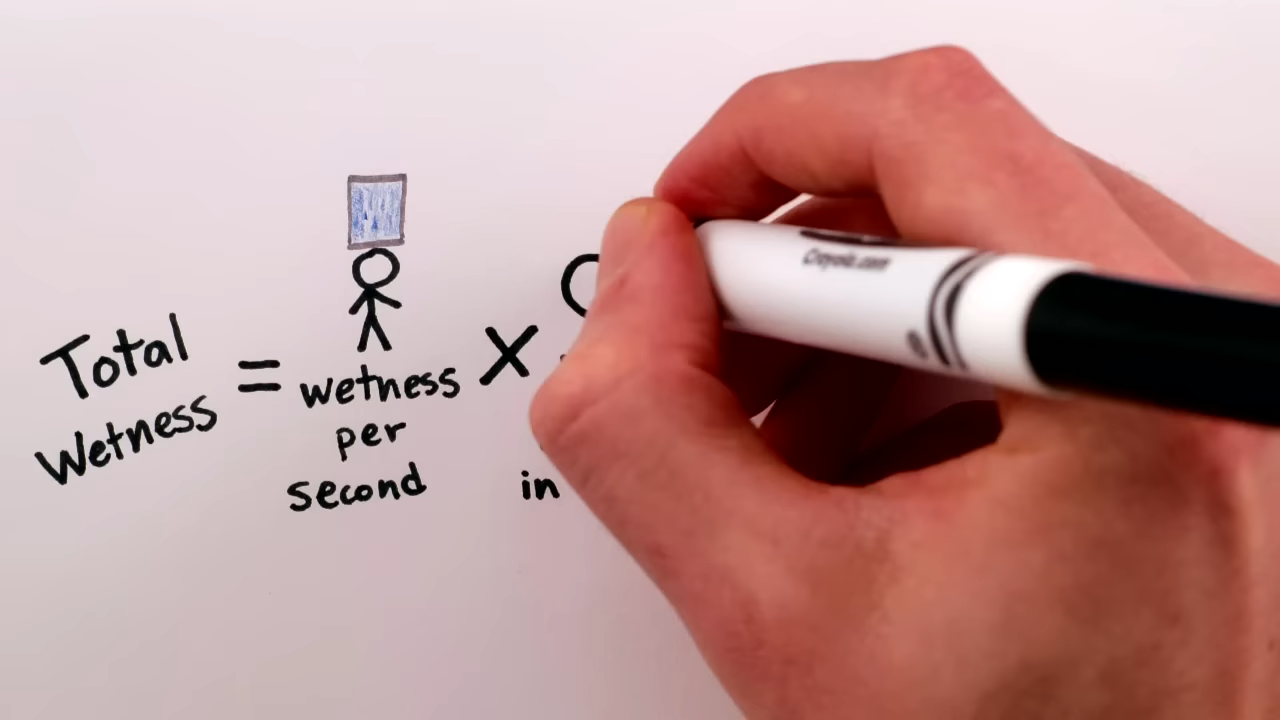 Total
Wetness
=
wetness
per
second
X
in
Crayola.com